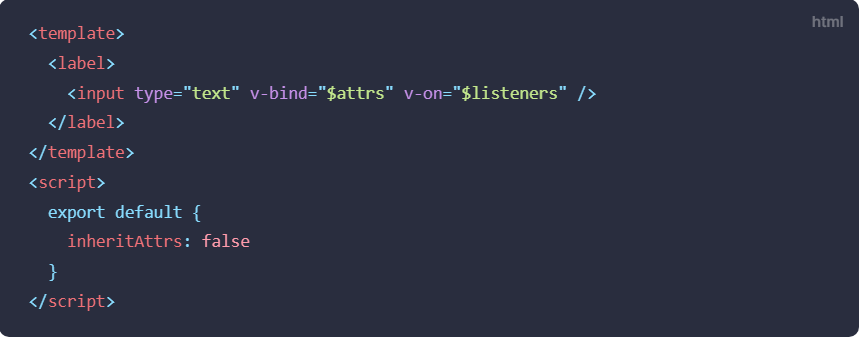 html
<template>
  <label>
    <input type="text" v-bind="$attrs" v-on="$listeners" />
  </label>
</template>
<script>
  export default {
    inheritAttrs: false
  }
</script>